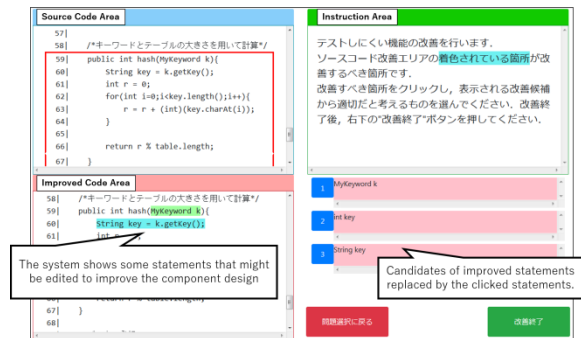 Source Code Area
57|
58| /*キーワードとテーブルの大きさを用いて計算*/
59| public int hash(MyKeyword k){
60| String key = k.getKey();
61| int r = 0;
62| for(int i=0;i<key.length();i++){
63| r = r + (int)(key.charAt(i));
64| }
65|
66| return r % table.length;
67| }
Improved Code Area
58| /*キーワードとテーブルの大きさを用いて計算*/
59| public int hash(MyKeyword k){
60| String key = k.getKey();
61|
The system shows some statements that might
be edited to improve the component design
67| }
68|
Instruction Area
テストしにくい機能の改善を行います．
ソースコード改善エリアの着色されている箇所が改
善するべき箇所です．
改善すべき箇所をクリックし，表示される改善候補
から適切だと考えるものを選んでください．改善終
了後，右下の"改善終了"ボタンを押してください．
1 MyKeyword k
2 int key
3 String key
Candidates of improved statements
replaced by the clicked statements.
問題選択に戻る
改善終了